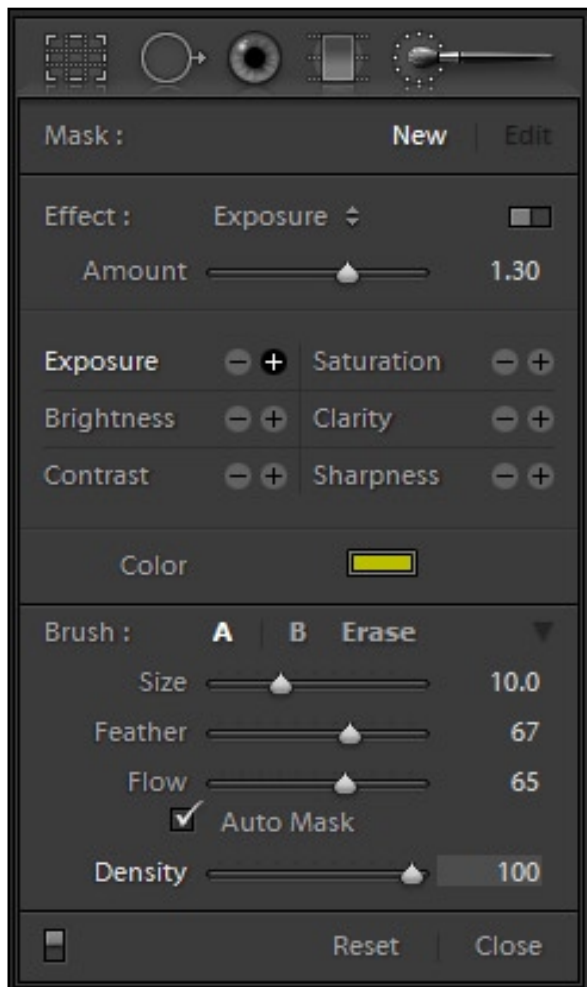 Mask : New Edit
Effect : Exposure
Amount 1.30
Exposure Saturation
Brightness Clarity
Contrast Sharpness
Color
Brush : A B Erase
Size 10.0
Feather 67
Flow 65
Auto Mask
Density 100
Reset Close